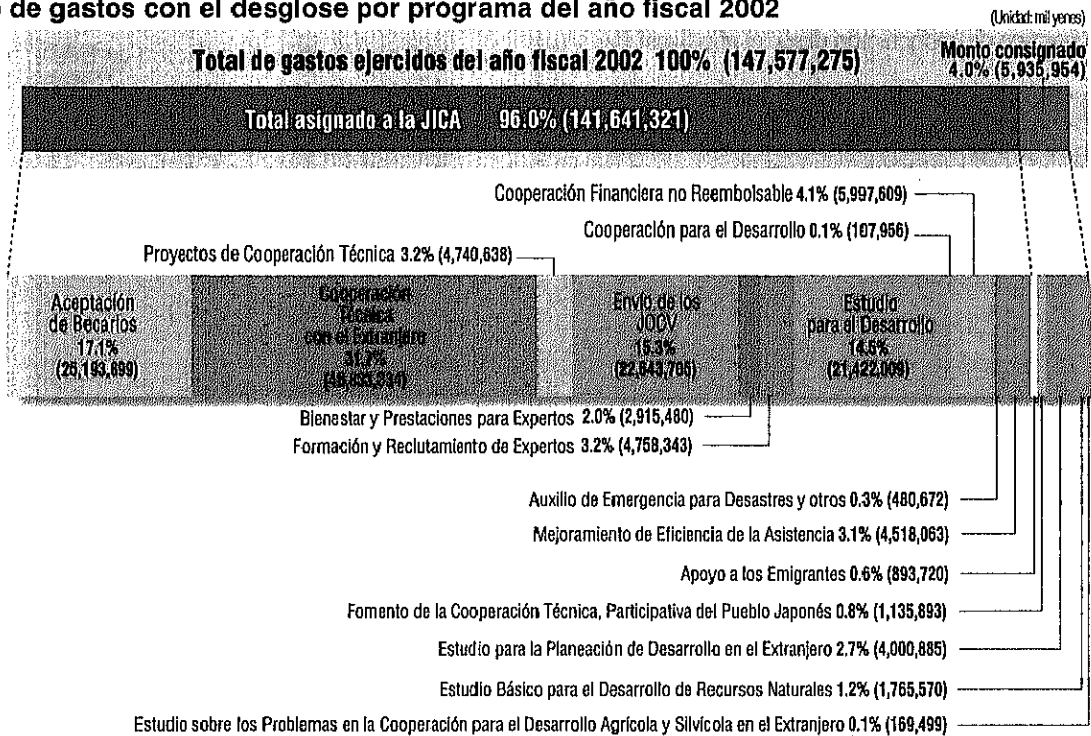 de gastos con el desglose por programa del año fiscal 2002
(Unidad: mil yenes)
Total de gastos ejercidos del año fiscal 2002 100% (147,577,275)
Monto consignado
4.0% (5,935,954)
Total asignado a la JICA 96.0% (141,641,321)
Cooperación Financiera no Reembolsable 4.1% (5,997,609)
Cooperación para el Desarrollo 0.1% (107,956)
Proyectos de Cooperación Técnica 3.2% (4,740,638)
Aceptación
de Becarios
17.1%
(25,193,699)
Cooperación
Técnica
con el Extranjero
Envío de los
JOCV
15.3%
Estudio
para el Desarrollo
14.5%
(21,422,009)
Bienestar y Prestaciones para Expertos 2.0% (2,915,480)
Formación y Reclutamiento de Expertos 3.2% (4,758,343)
Auxilio de Emergencia para Desastres y otros 0.3% (480,672)
Mejoramiento de Eficiencia de la Asistencia 3.1% (4,518,063)
Apoyo a los Emigrantes 0.6% (893,720)
Fomento de la Cooperación Técnica, Participativa del Pueblo Japonés 0.8% (1,135,893)
Estudio para la Planeación de Desarrollo en el Extranjero 2.7% (4,000,885)
Estudio Básico para el Desarrollo de Recursos Naturales 1.2% (1,765,570)
Estudio sobre los Problemas en la Cooperación para el Desarrollo Agrícola y Silvícola en el Extranjero 0.1% (169,499)